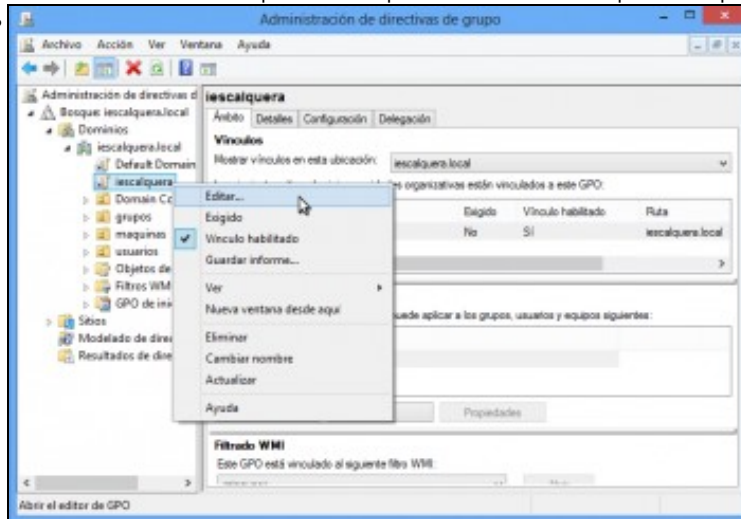 Administración de directivas de grupo
Archivo Acción Ver Ventana Ayuda
Administración de directivas d
Bosque: iescalquera.local
Dominios
iescalquera.local
Default Domain
iescalquera
Domain Cc
grupos
maquinas
usuarios
Objetos de
Filtros WM
GPO de ini
Sitios
Modelado de direc
Resultados de dire
Editar...
Exigido
Vínculo habilitado
Guardar informe...
Ver
Nueva ventana desde aquí
Eliminar
Cambiar nombre
Actualizar
Ayuda
iescalquera
Ámbito Detalles Configuración Delegación
Vínculos
Mostrar vínculos en esta ubicación: iescalquera.local
es organizativas están vinculados a este GPO:
Exigido Vínculo habilitado Ruta
No Sí iescalquera.local
uede aplicar a los grupos, usuarios y equipos siguientes:
Propiedades
Filtrado WMI
Este GPO está vinculado al siguiente filtro WMI:
Abrir el editor de GPO